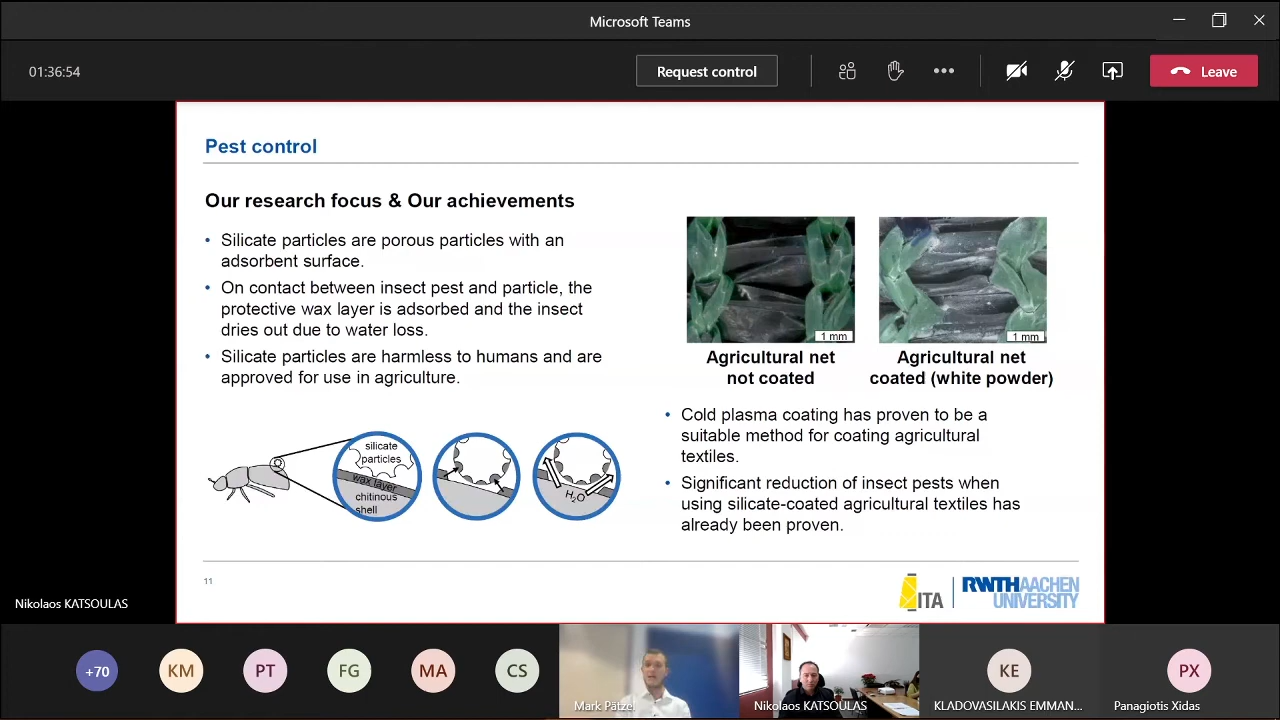 Microsoft Teams
01:36:54
Request control
Leave
Pest control
Our research focus & Our achievements
• Silicate particles are porous particles with an
adsorbent surface.
• On contact between insect pest and particle, the
protective wax layer is adsorbed and the insect
dries out due to water loss.
• Silicate particles are harmless to humans and are
approved for use in agriculture.
silicate
particles
wax layer
chitinous
shell
H₂O
1 mm
1 mm
Agricultural net
not coated
Agricultural net
coated (white powder)
• Cold plasma coating has proven to be a
suitable method for coating agricultural
textiles.
• Significant reduction of insect pests when
using silicate-coated agricultural textiles has
already been proven.
11
ITA
RWTHAACHEN
UNIVERSITY
Nikolaos KATSOULAS
+70
KM
PT
FG
MA
CS
Mark Pätzel
Nikolaos KATSOULAS
KE
KLADOVASILAKIS EMMAN...
PX
Panagiotis Xidas